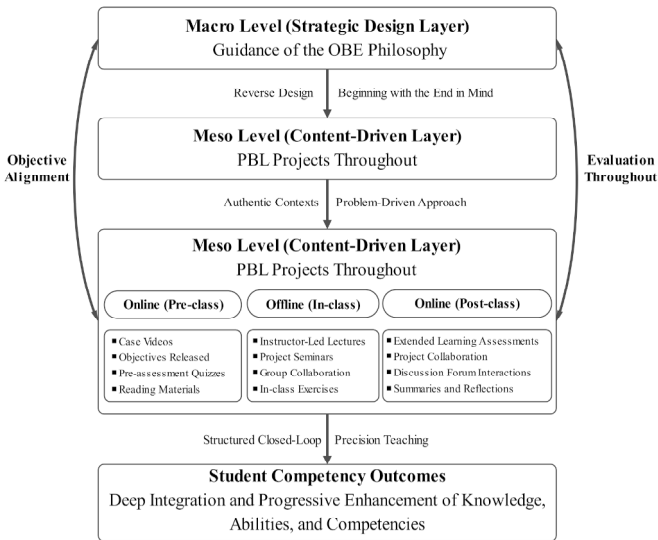 Macro Level (Strategic Design Layer)
Guidance of the OBE Philosophy
Reverse Design
Beginning with the End in Mind
Meso Level (Content-Driven Layer)
PBL Projects Throughout
Objective
Alignment
Evaluation
Throughout
Authentic Contexts
Problem-Driven Approach
Meso Level (Content-Driven Layer)
PBL Projects Throughout
Online (Pre-class)
Offline (In-class)
Online (Post-class)
▪ Case Videos
▪ Objectives Released
▪ Pre-assessment Quizzes
▪ Reading Materials
▪ Instructor-Led Lectures
▪ Project Seminars
▪ Group Collaboration
▪ In-class Exercises
▪ Extended Learning Assessments
▪ Project Collaboration
▪ Discussion Forum Interactions
▪ Summaries and Reflections
Structured Closed-Loop
Precision Teaching
Student Competency Outcomes
Deep Integration and Progressive Enhancement of Knowledge,
Abilities, and Competencies